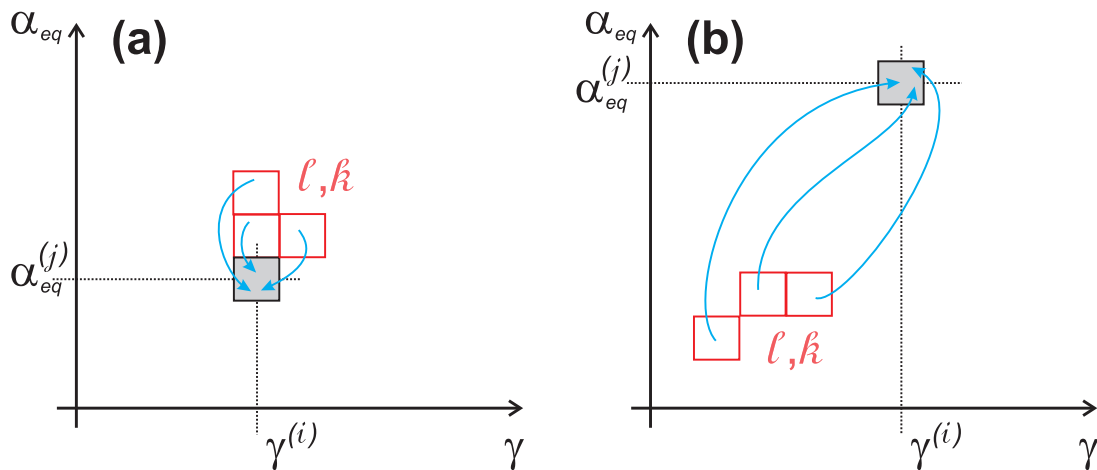 α_eq
(a)
ℓ,k
α_eq^(j)
γ^(i)
γ
α_eq
(b)
α_eq^(j)
ℓ,k
γ^(i)
γ